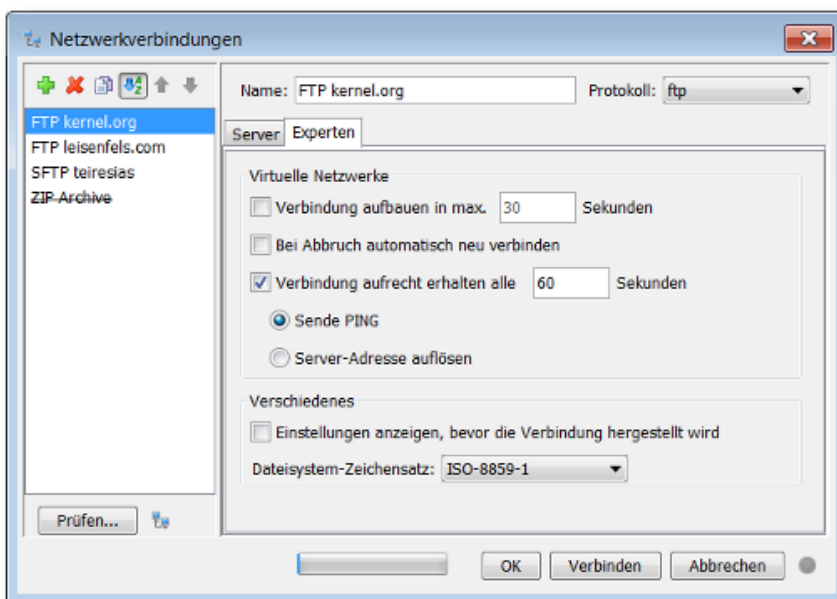 Netzwerkverbindungen
Name: FTP kernel.org Protokoll: ftp
FTP kernel.org
FTP leisenfels.com
SFTP teiresias
ZIP Archive
Server Experten
Virtuelle Netzwerke
Verbindung aufbauen in max. 30 Sekunden
Bei Abbruch automatisch neu verbinden
Verbindung aufrecht erhalten alle 60 Sekunden
Sende PING
Server-Adresse auflösen
Verschiedenes
Einstellungen anzeigen, bevor die Verbindung hergestellt wird
Dateisystem-Zeichensatz: ISO-8859-1
Prüfen...
OK Verbinden Abbrechen